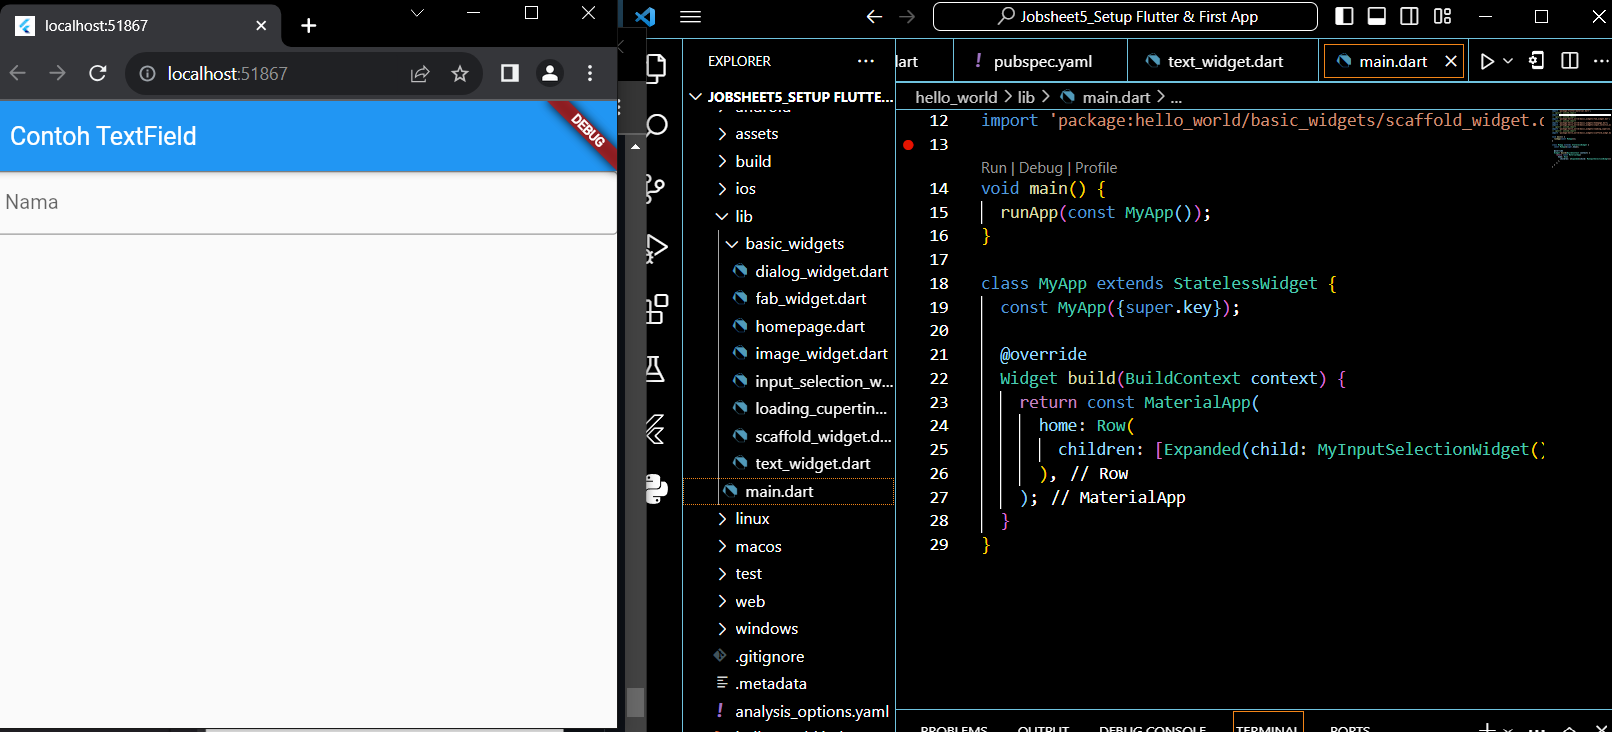 localhost:51867
localhost:51867
Contoh TextField
DEBUG
Nama
Jobsheet5_Setup Flutter & First App
EXPLORER
JOBSHEET5_SETUP FLUTTE...
android
assets
build
ios
lib
basic_widgets
dialog_widget.dart
fab_widget.dart
homepage.dart
image_widget.dart
input_selection_w...
loading_cupertin...
scaffold_widget.d...
text_widget.dart
main.dart
linux
macos
test
web
windows
.gitignore
.metadata
analysis_options.yaml
lart
! pubspec.yaml
text_widget.dart
main.dart
hello_world > lib > main.dart > ...
12 import 'package:hello_world/basic_widgets/scaffold_widget.d
13
Run | Debug | Profile
14 void main() {
15 runApp(const MyApp());
16 }
17
18 class MyApp extends StatelessWidget {
19 const MyApp({super.key});
20
21 @override
22 Widget build(BuildContext context) {
23 return const MaterialApp(
24 home: Row(
25 children: [Expanded(child: MyInputSelectionWidget()
26 ), // Row
27 ); // MaterialApp
28 }
29 }
PROBLEMS OUTPUT DEBUG CONSOLE TERMINAL PORTS